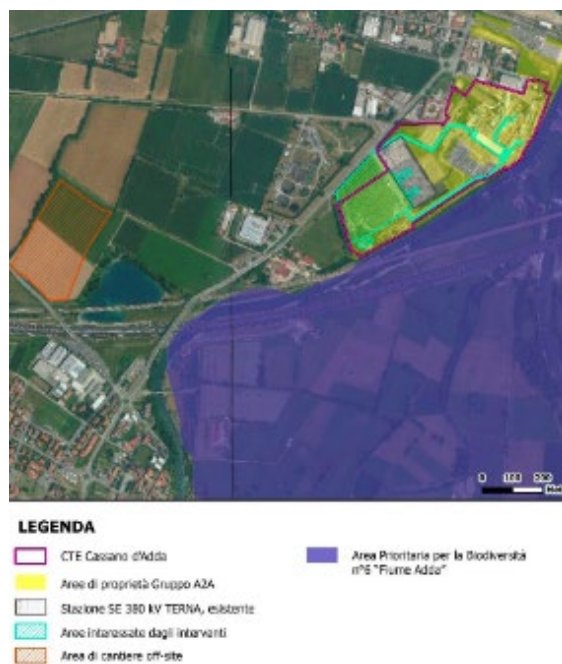 0 100 200
LEGENDA
CTE Cassano d'Adda
Aree di proprietà Gruppo A2A
Stazione SE 380 kV TERNA, esistente
Aree interessate dagli interventi
Area di cantiere off-site
Area Prioritaria per la Biodiversità
n°6 "Fiume Adda"